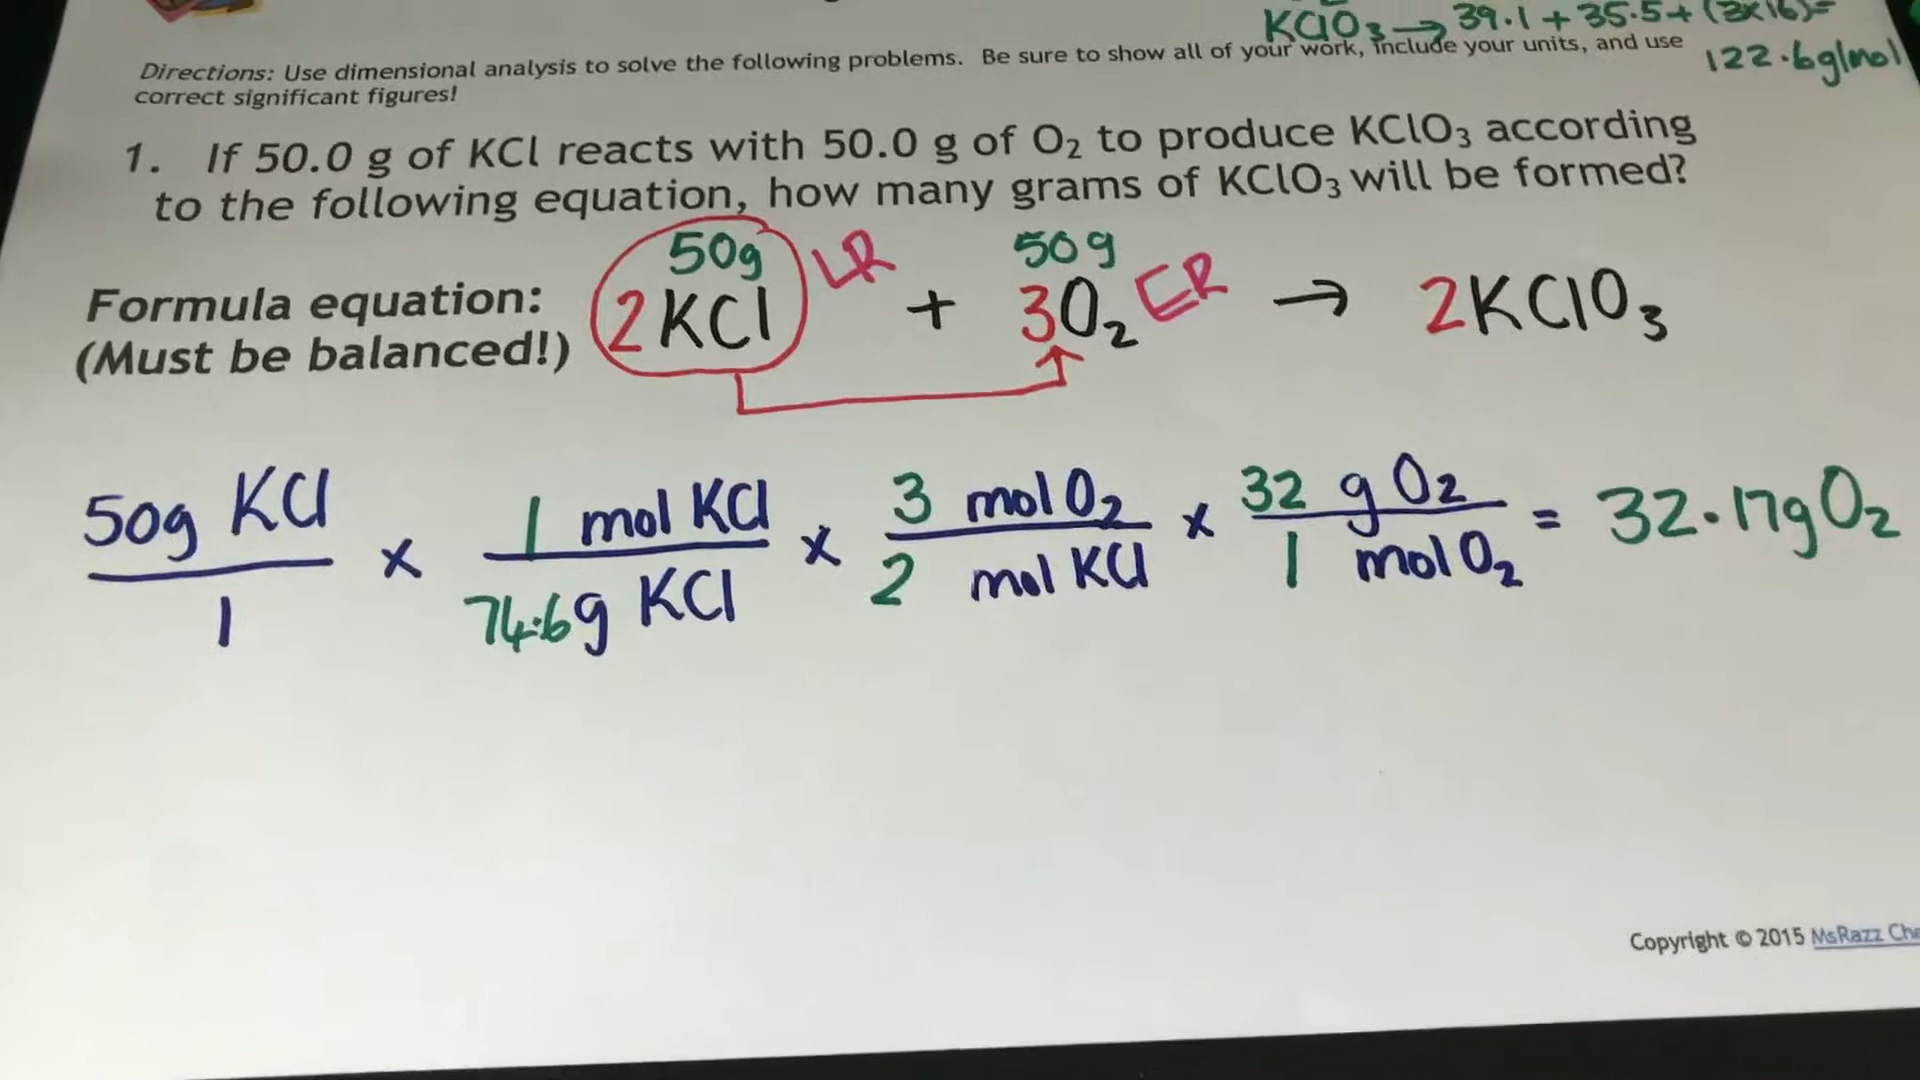 KClO3 → 39.1 + 35.5 + (3x16) =
122.6g/mol
Directions: Use dimensional analysis to solve the following problems. Be sure to show all of your work, include your units, and use
correct significant figures!
1. If 50.0 g of KCl reacts with 50.0 g of O2 to produce KClO3 according
to the following equation, how many grams of KClO3 will be formed?
50g LR 50g ER
Formula equation: 2KCl + 3O2 → 2KClO3
(Must be balanced!)
50g KCl x 1 mol KCl x 3 mol O2 x 32 g O2 = 32.17g O2
1 74.6g KCl 2 mol KCl 1 mol O2
Copyright © 2015 MsRazz